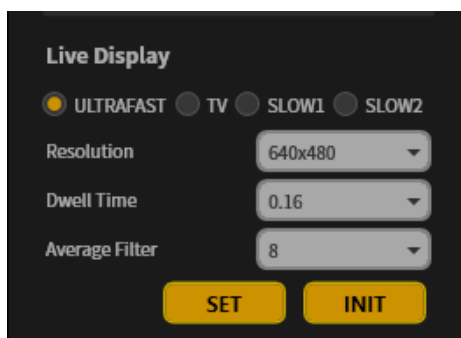 Live Display
ULTRAFAST TV SLOW1 SLOW2
Resolution 640x480
Dwell Time 0.16
Average Filter 8
SET INIT